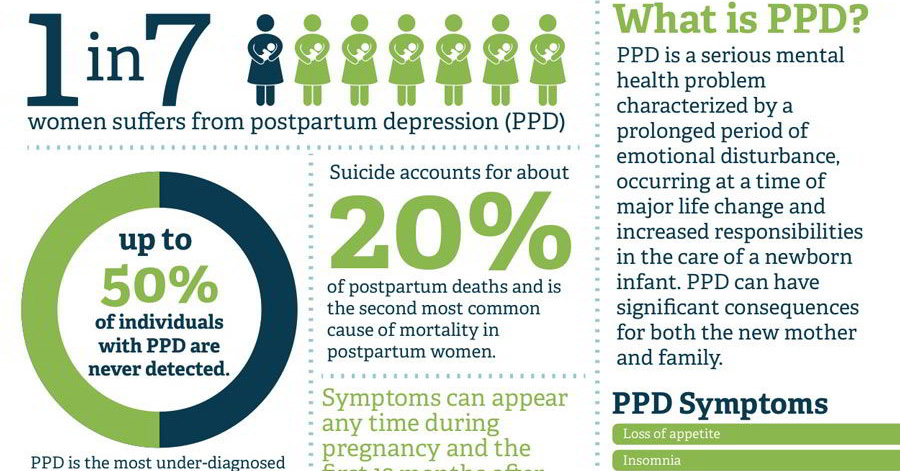 1 in 7
women suffers from postpartum depression (PPD)
up to
50%
of individuals
with PPD are
never detected.
PPD is the most under-diagnosed
Suicide accounts for about
20%
of postpartum deaths and is
the second most common
cause of mortality in
postpartum women.
Symptoms can appear
any time during
pregnancy and the
first 12 months after
What is PPD?
PPD is a serious mental
health problem
characterized by a
prolonged period of
emotional disturbance,
occurring at a time of
major life change and
increased responsibilities
in the care of a newborn
infant. PPD can have
significant consequences
for both the new mother
and family.
PPD Symptoms
Loss of appetite
Insomnia